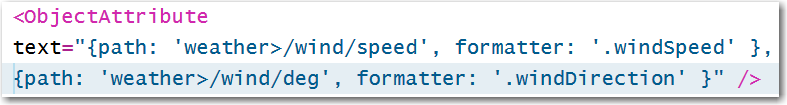 <ObjectAttribute
text="{path: 'weather>/wind/speed', formatter: '.windSpeed' },
{path: 'weather>/wind/deg', formatter: '.windDirection' }" />